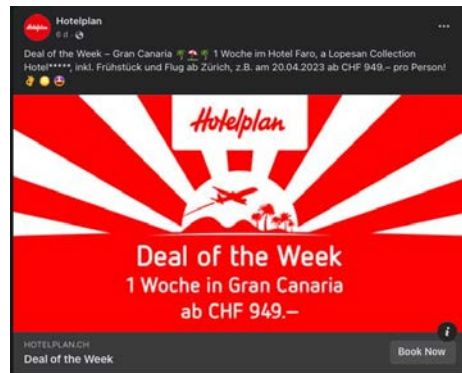 Hotelplan
6 d ·
Deal of the Week – Gran Canaria 🌴🏖️🌴 1 Woche im Hotel Faro, a Lopesan Collection
Hotel*****, inkl. Frühstück und Flug ab Zürich, z.B. am 20.04.2023 ab CHF 949.– pro Person!
Hotelplan
Deal of the Week
1 Woche in Gran Canaria
ab CHF 949.–
HOTELPLAN.CH
Deal of the Week
Book Now